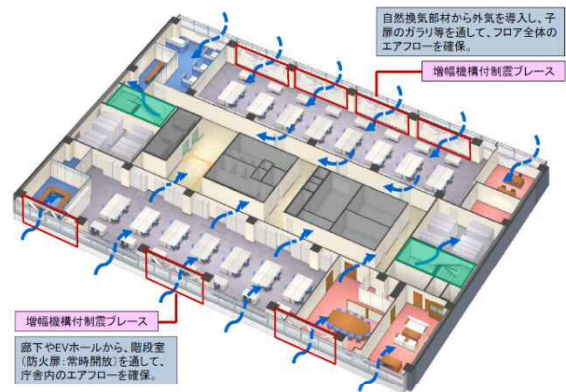 自然換気部材から外気を導入し、子
扉のガラリ等を通して、フロア全体の
エアフローを確保。
増幅機構付制震ブレース
増幅機構付制震ブレース
廊下やEVホールから、階段室
(防火扉:常時開放)を通して、
庁舎内のエアフローを確保。